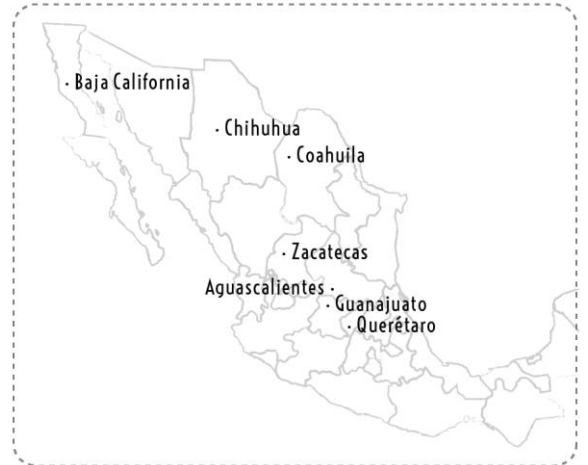 Baja California
Chihuhua
Coahuila
Zacatecas
Aguascalientes
Guanajuato
Querétaro